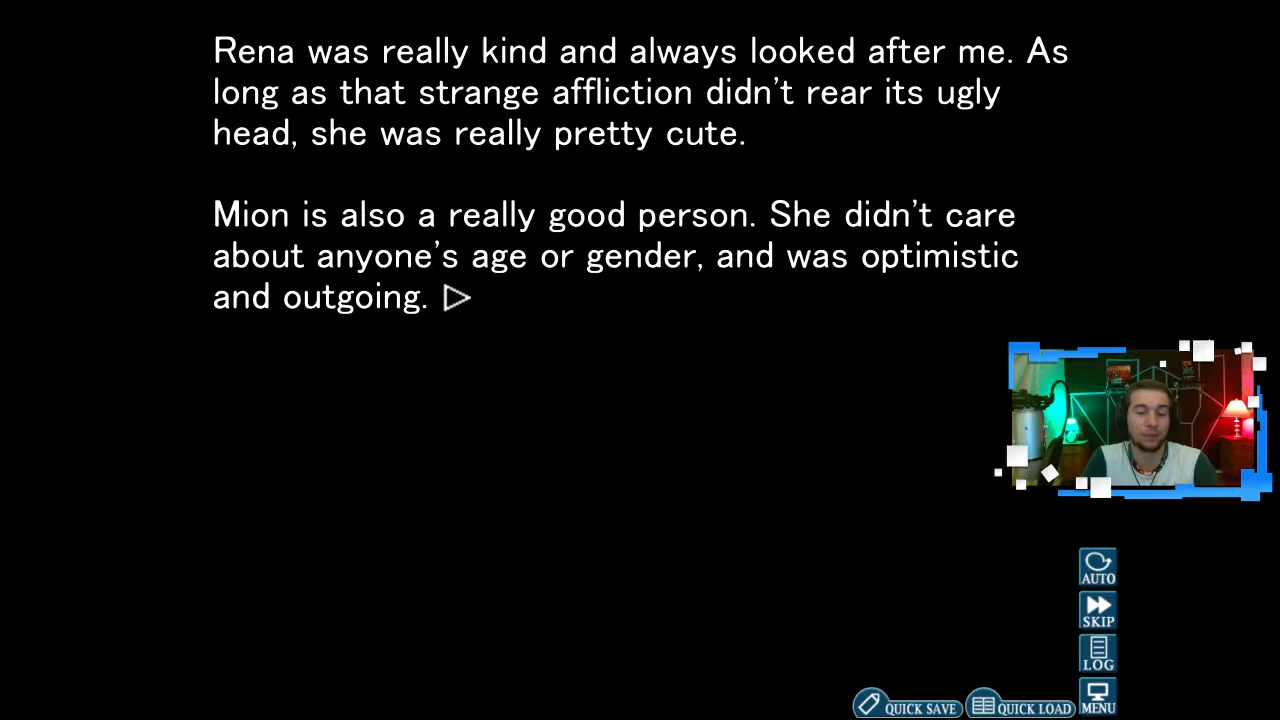 Rena was really kind and always looked after me. As
long as that strange affliction didn't rear its ugly
head, she was really pretty cute.
Mion is also a really good person. She didn't care
about anyone's age or gender, and was optimistic
and outgoing.
AUTO
SKIP
LOG
MENU
QUICK SAVE
QUICK LOAD